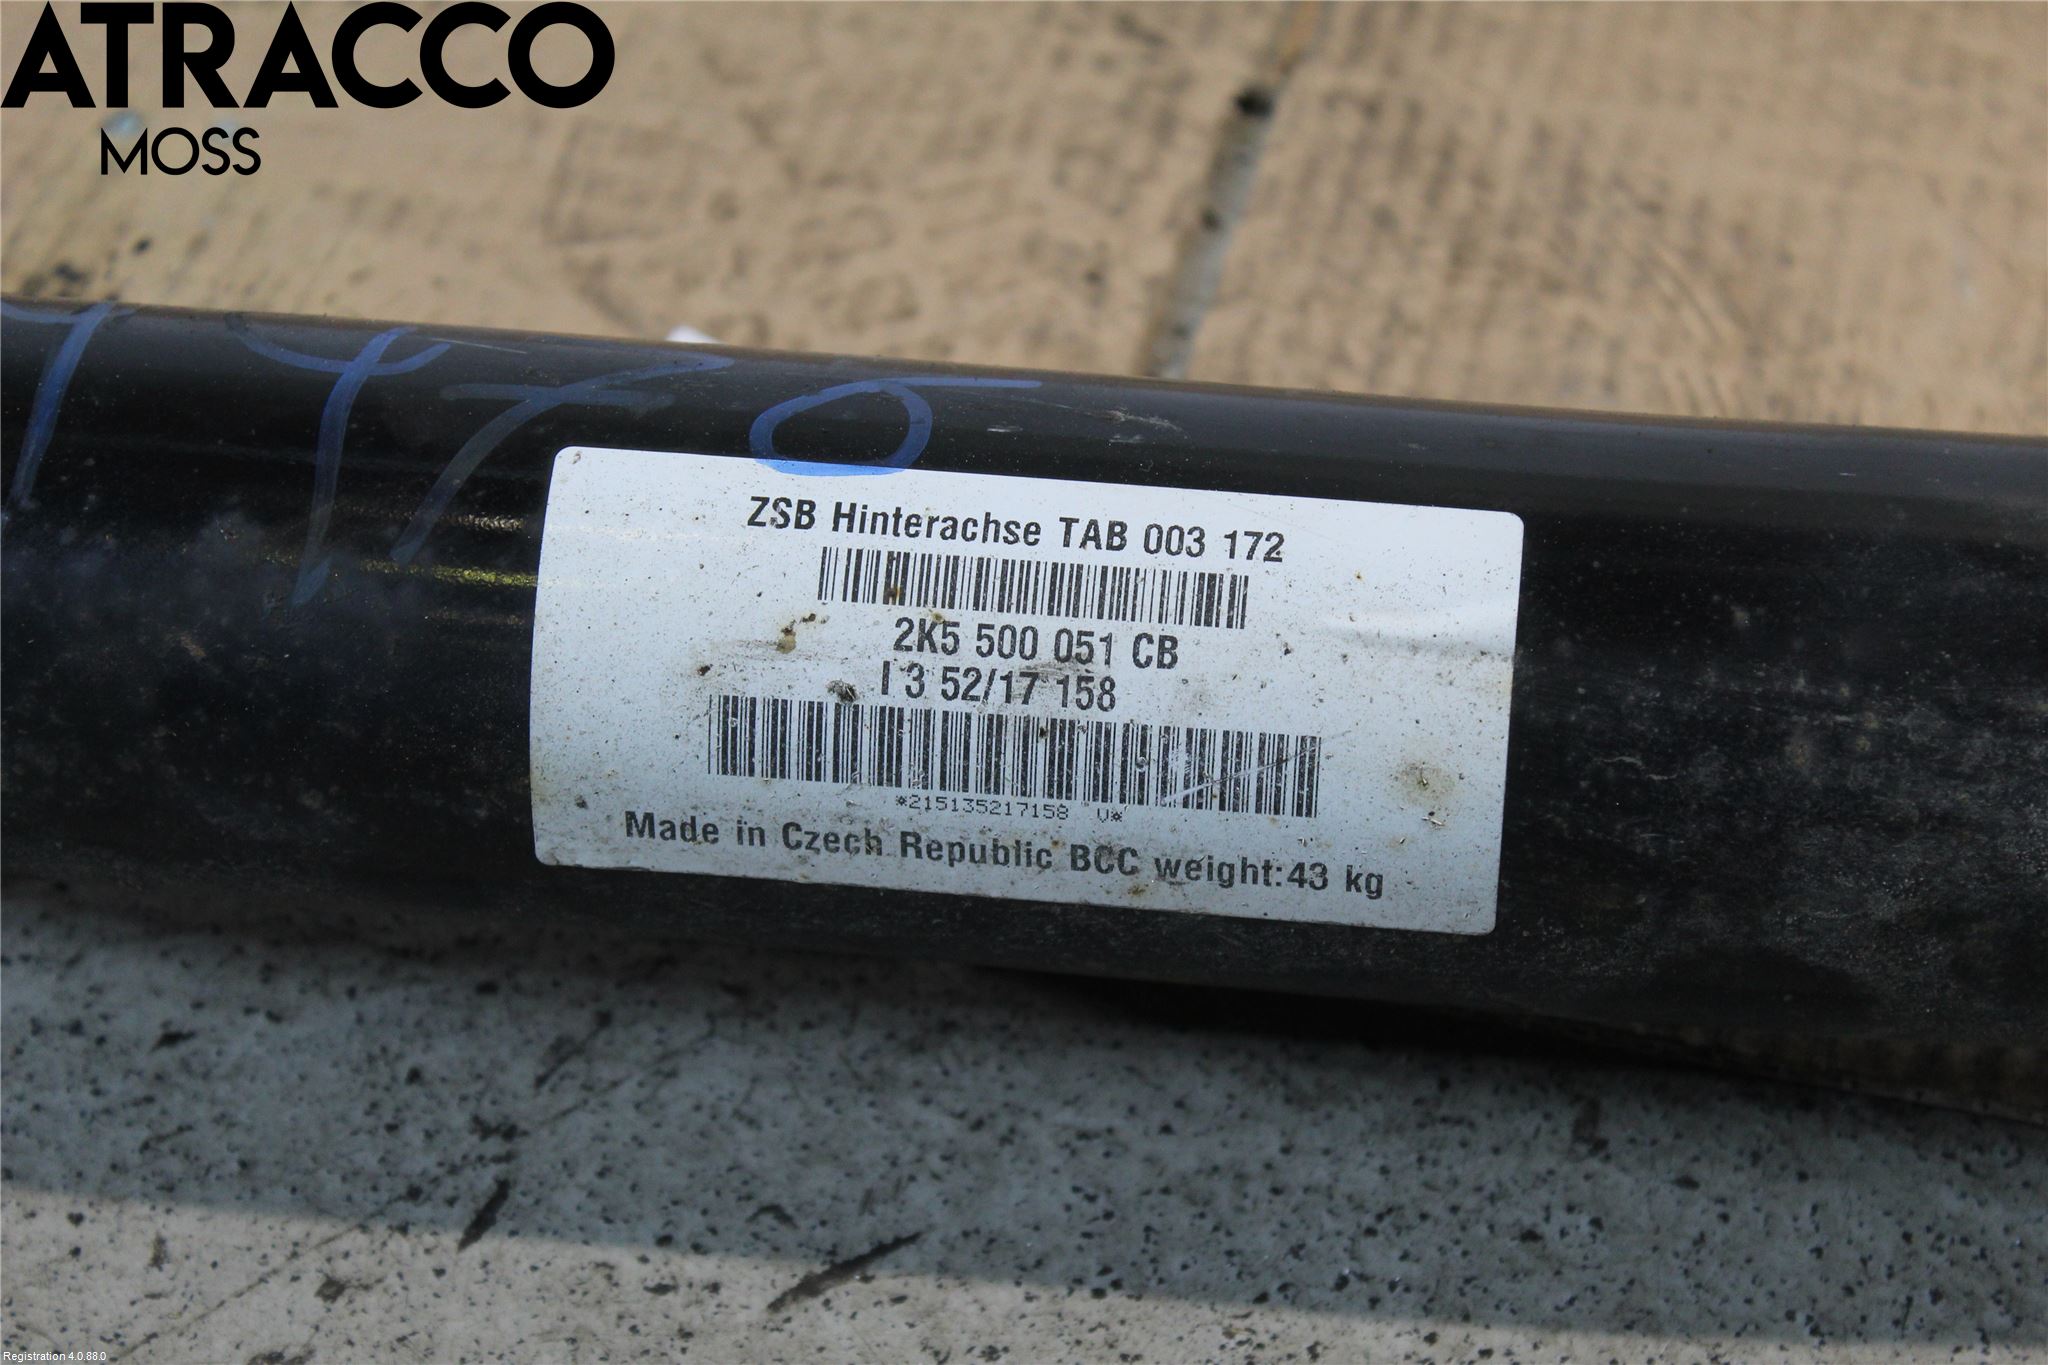 ATRACCO
MOSS
ZSB Hinterachse TAB 003 172
2K5 500 051 CB
I 3 52/17 158
*215135217158 V*
Made in Czech Republic BCC weight:43 kg
Registration 4.0.88.0